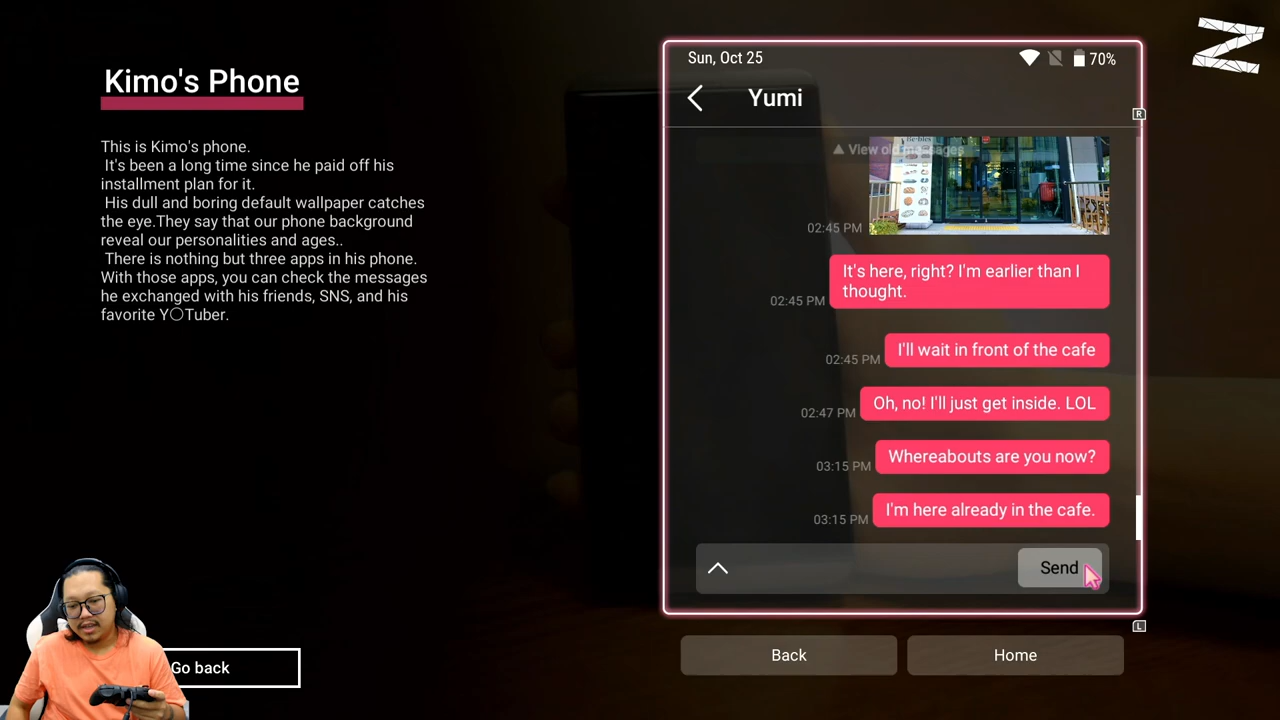 Kimo's Phone
This is Kimo's phone.
It's been a long time since he paid off his
installment plan for it.
His dull and boring default wallpaper catches
the eye.They say that our phone background
reveal our personalities and ages..
There is nothing but three apps in his phone.
With those apps, you can check the messages
he exchanged with his friends, SNS, and his
favorite Y○Tuber.
Go back
Sun, Oct 25
70%
Yumi
▲ View old messages
02:45 PM
It's here, right? I'm earlier than I
thought.
02:45 PM
I'll wait in front of the cafe
02:45 PM
Oh, no! I'll just get inside. LOL
02:47 PM
Whereabouts are you now?
03:15 PM
I'm here already in the cafe.
03:15 PM
Send
Back
Home
R
L
Z